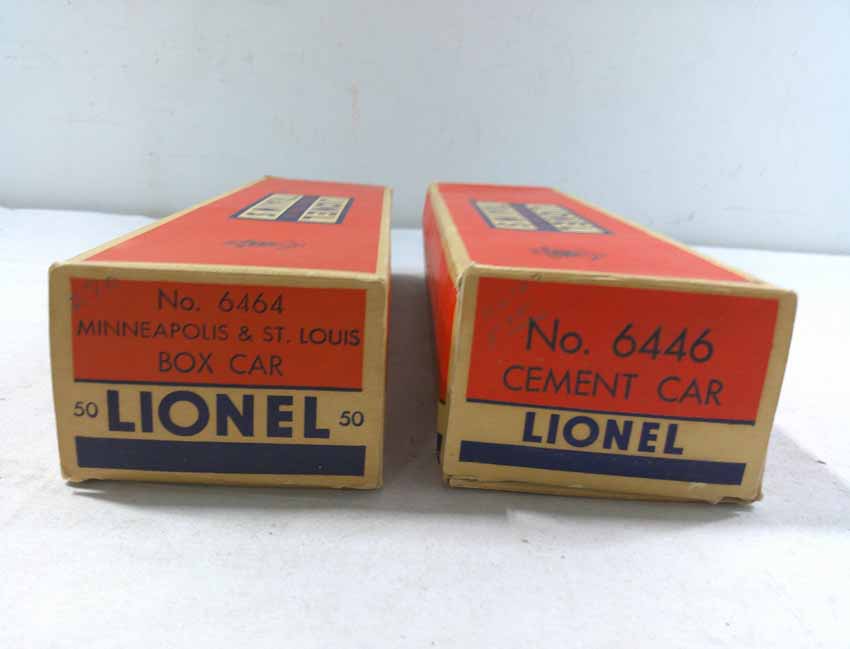 No. 6464
MINNEAPOLIS & ST. LOUIS
BOX CAR
50 LIONEL 50
No. 6446
CEMENT CAR
LIONEL